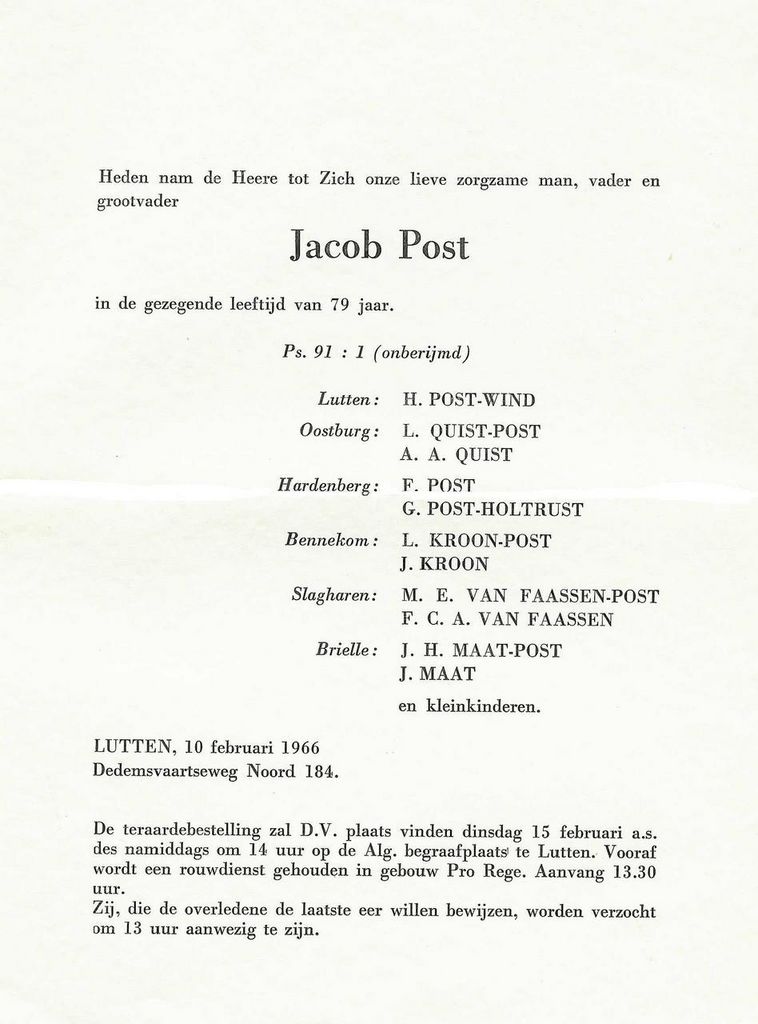 Heden nam de Heere tot Zich onze lieve zorgzame man, vader en
grootvader
Jacob Post
in de gezegende leeftijd van 79 jaar.
Ps. 91 : 1 (onberijmd)
Lutten: H. POST-WIND
Oostburg: L. QUIST-POST
A. A. QUIST
Hardenberg: F. POST
G. POST-HOLTRUST
Bennekom: L. KROON-POST
J. KROON
Slagharen: M. E. VAN FAASSEN-POST
F. C. A. VAN FAASSEN
Brielle: J. H. MAAT-POST
J. MAAT
en kleinkinderen.
LUTTEN, 10 februari 1966
Dedemsvaartseweg Noord 184.
De teraardebestelling zal D.V. plaats vinden dinsdag 15 februari a.s.
des namiddags om 14 uur op de Alg. begraafplaats te Lutten. Vooraf
wordt een rouwdienst gehouden in gebouw Pro Rege. Aanvang 13.30
uur.
Zij, die de overledene de laatste eer willen bewijzen, worden verzocht
om 13 uur aanwezig te zijn.